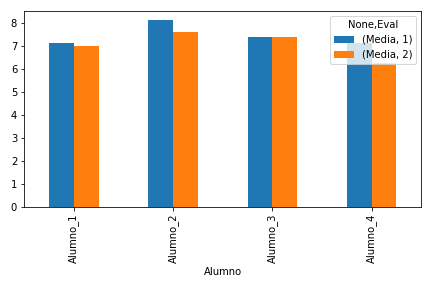 8
7
6
5
4
3
2
1
0
None,Eval
(Media, 1)
(Media, 2)
Alumno_1
Alumno_2
Alumno_3
Alumno_4
Alumno